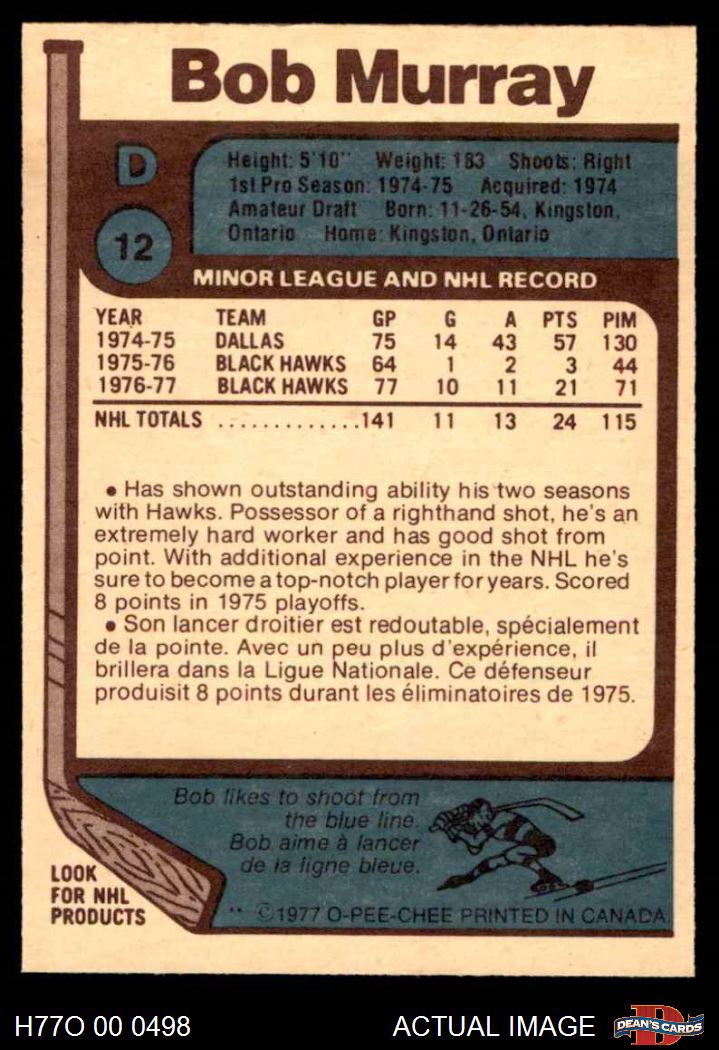 Bob Murray
D
12
Height: 5'10" Weight: 183 Shoots: Right
1st Pro Season: 1974-75 Acquired: 1974
Amateur Draft Born: 11-26-54, Kingston,
Ontario Home: Kingston, Ontario
MINOR LEAGUE AND NHL RECORD
YEAR TEAM GP G A PTS PIM
1974-75 DALLAS 75 14 43 57 130
1975-76 BLACK HAWKS 64 1 2 3 44
1976-77 BLACK HAWKS 77 10 11 21 71
NHL TOTALS .............141 11 13 24 115
• Has shown outstanding ability his two seasons
with Hawks. Possessor of a righthand shot, he's an
extremely hard worker and has good shot from
point. With additional experience in the NHL he's
sure to become a top-notch player for years. Scored
8 points in 1975 playoffs.
• Son lancer droitier est redoutable, spécialement
de la pointe. Avec un peu plus d'expérience, il
brillera dans la Ligue Nationale. Ce défenseur
produisit 8 points durant les éliminatoires de 1975.
Bob likes to shoot from
the blue line.
Bob aime à lancer
de la ligne bleue.
LOOK
FOR NHL
PRODUCTS
** ©1977 O-PEE-CHEE PRINTED IN CANADA
H77O 00 0498 ACTUAL IMAGE
DEAN'S CARDS